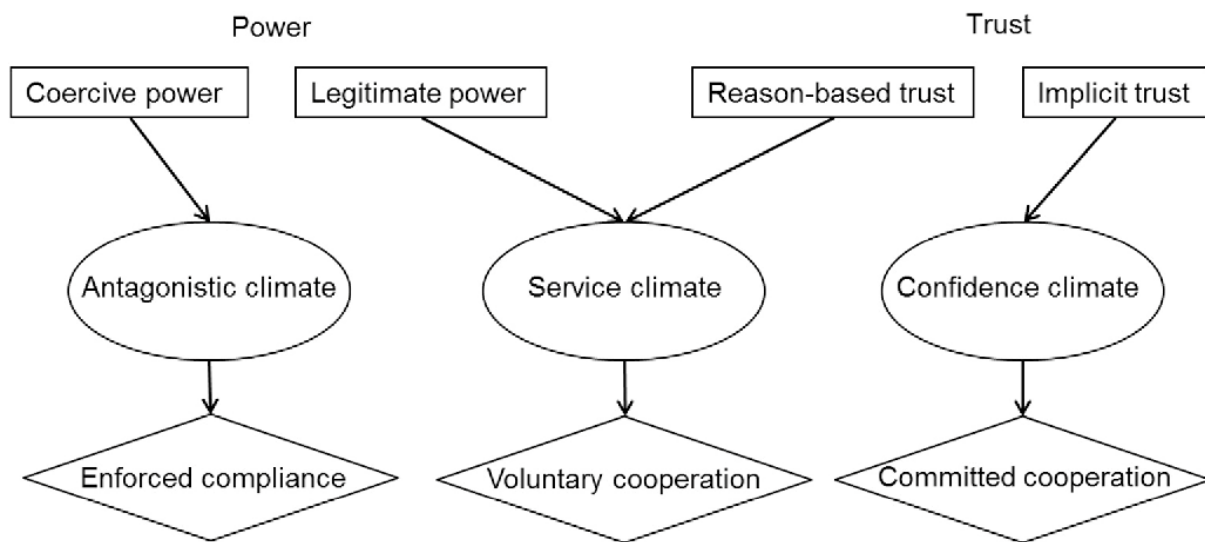 Power
Trust
Coercive power
Legitimate power
Reason-based trust
Implicit trust
Antagonistic climate
Service climate
Confidence climate
Enforced compliance
Voluntary cooperation
Committed cooperation